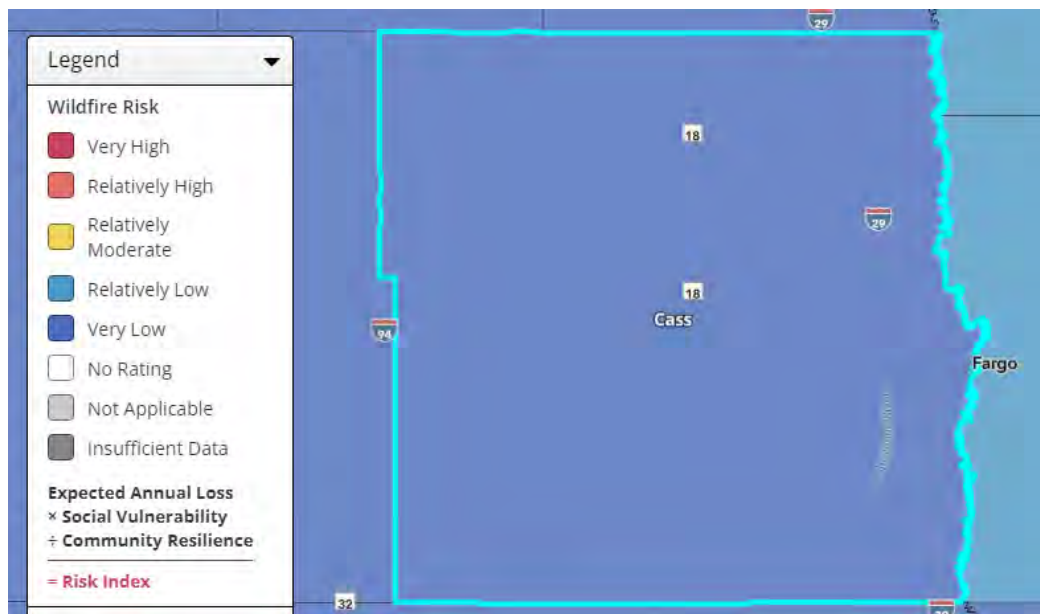 Legend
Wildfire Risk
Very High
Relatively High
Relatively
Moderate
Relatively Low
Very Low
No Rating
Not Applicable
Insufficient Data
Expected Annual Loss
× Social Vulnerability
÷ Community Resilience
= Risk Index
29
18
29
18
Cass
94
Fargo
32